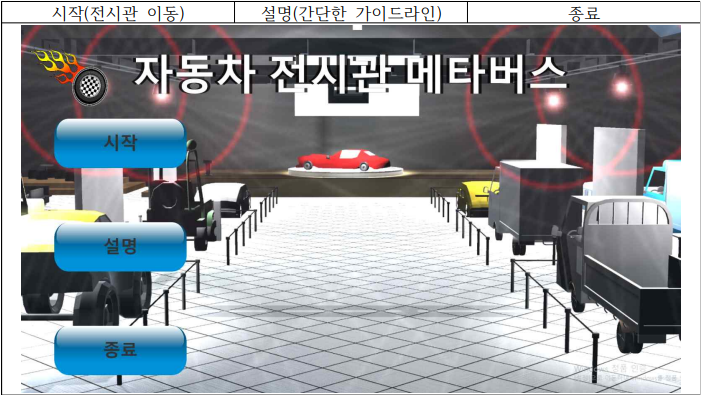 시작(전시관 이동)
설명(간단한 가이드라인)
종료
자동차 전시관 메타버스
시작
설명
종료